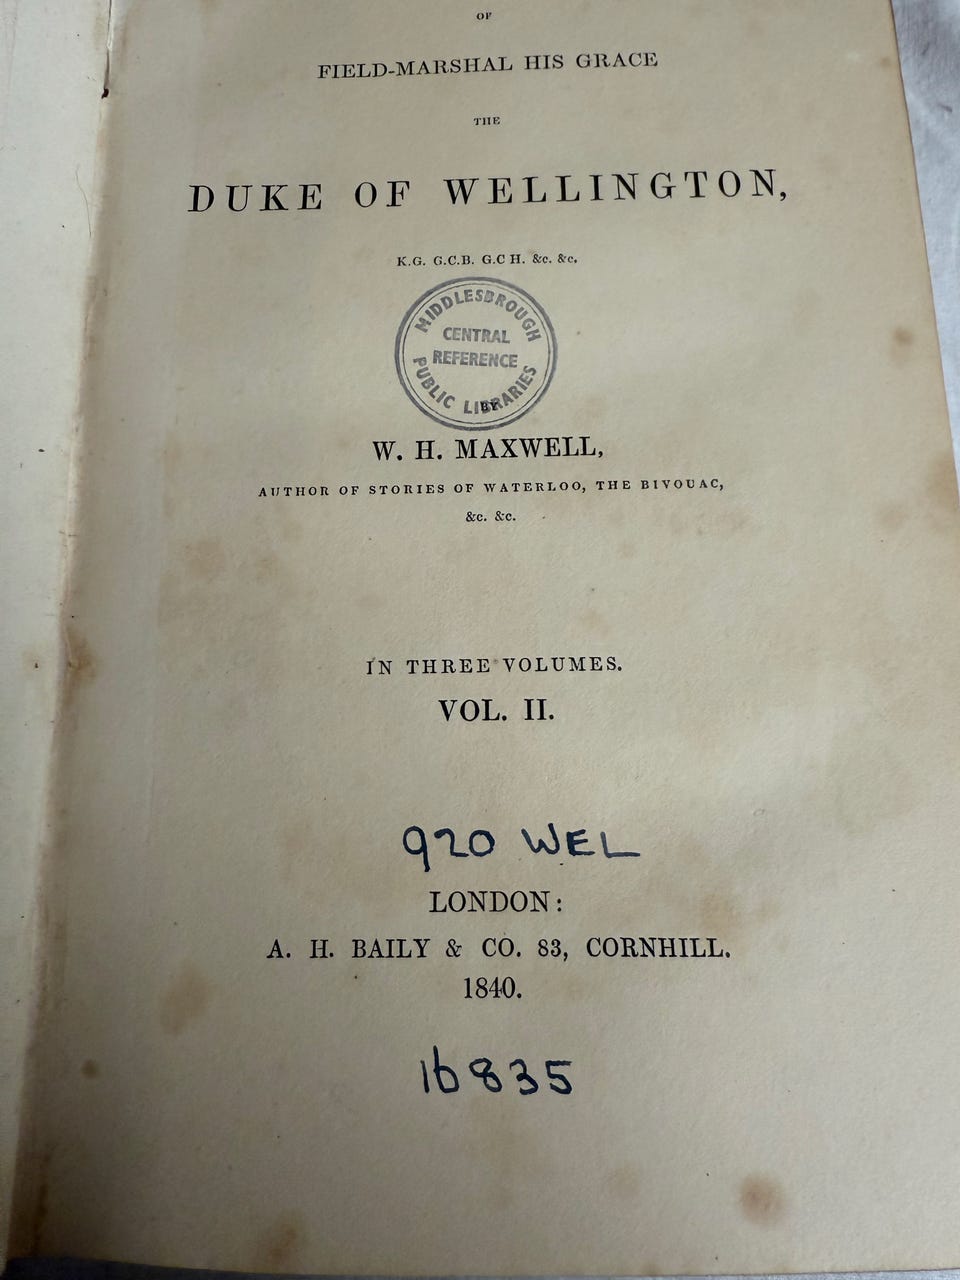 OF
FIELD-MARSHAL HIS GRACE
THE
DUKE OF WELLINGTON,
K.G. G.C.B. G.C H. &c. &c.
MIDDLESBROUGH
CENTRAL
REFERENCE
PUBLIC LIBRARIES
BY
W. H. MAXWELL,
AUTHOR OF STORIES OF WATERLOO, THE BIVOUAC,
&c. &c.
IN THREE VOLUMES.
VOL. II.
920 WEL
LONDON:
A. H. BAILY & CO. 83, CORNHILL.
1840.
16835